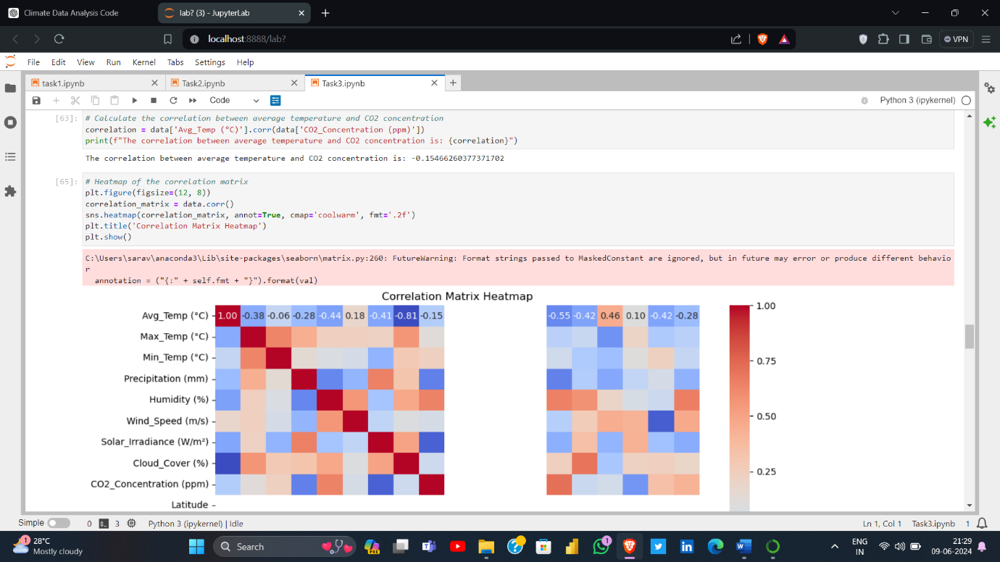 Climate Data Analysis Code
lab? (3) - JupyterLab
localhost:8888/lab?
VPN
File Edit View Run Kernel Tabs Settings Help
task1.ipynb
Task2.ipynb
Task3.ipynb
Code
Python 3 (ipykernel)
[63]:
# Calculate the correlation between average temperature and CO2 concentration
correlation = data['Avg_Temp (°C)'].corr(data['CO2_Concentration (ppm)'])
print(f"The correlation between average temperature and CO2 concentration is: {correlation}")
The correlation between average temperature and CO2 concentration is: -0.15466260377371702
[65]:
# Heatmap of the correlation matrix
plt.figure(figsize=(12, 8))
correlation_matrix = data.corr()
sns.heatmap(correlation_matrix, annot=True, cmap='coolwarm', fmt='.2f')
plt.title('Correlation Matrix Heatmap')
plt.show()
C:\Users\sarav\anaconda3\Lib\site-packages\seaborn\matrix.py:260: FutureWarning: Format strings passed to MaskedConstant are ignored, but in future may error or produce different behavio
r
annotation = ("{:" + self.fmt + "}").format(val)
Correlation Matrix Heatmap
Avg_Temp (°C)
1.00 -0.38 -0.06 -0.28 -0.44 0.18 -0.41 -0.81 -0.15
-0.55 -0.42 0.46 0.10 -0.42 -0.28
Max_Temp (°C)
Min_Temp (°C)
Precipitation (mm)
Humidity (%)
Wind_Speed (m/s)
Solar_Irradiance (W/m²)
Cloud_Cover (%)
CO2_Concentration (ppm)
Latitude
1.00
0.75
0.50
0.25
Simple 0 3 Python 3 (ipykernel) | Idle
Ln 1, Col 1 Task3.ipynb 1
1
28°C
Mostly cloudy
Search
PRE
1
ENG
IN
21:29
09-06-2024